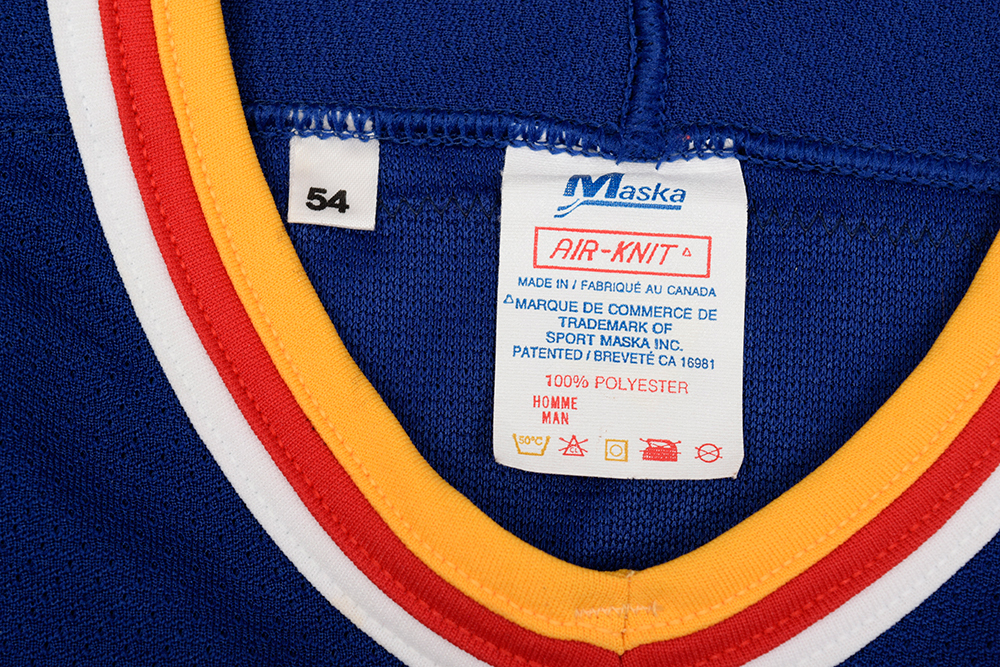 54
Maska
AIR-KNIT △
MADE IN / FABRIQUÉ AU CANADA
△MARQUE DE COMMERCE DE
TRADEMARK OF
SPORT MASKA INC.
PATENTED / BREVETÉ CA 16981
100% POLYESTER
HOMME
MAN
50°C CL